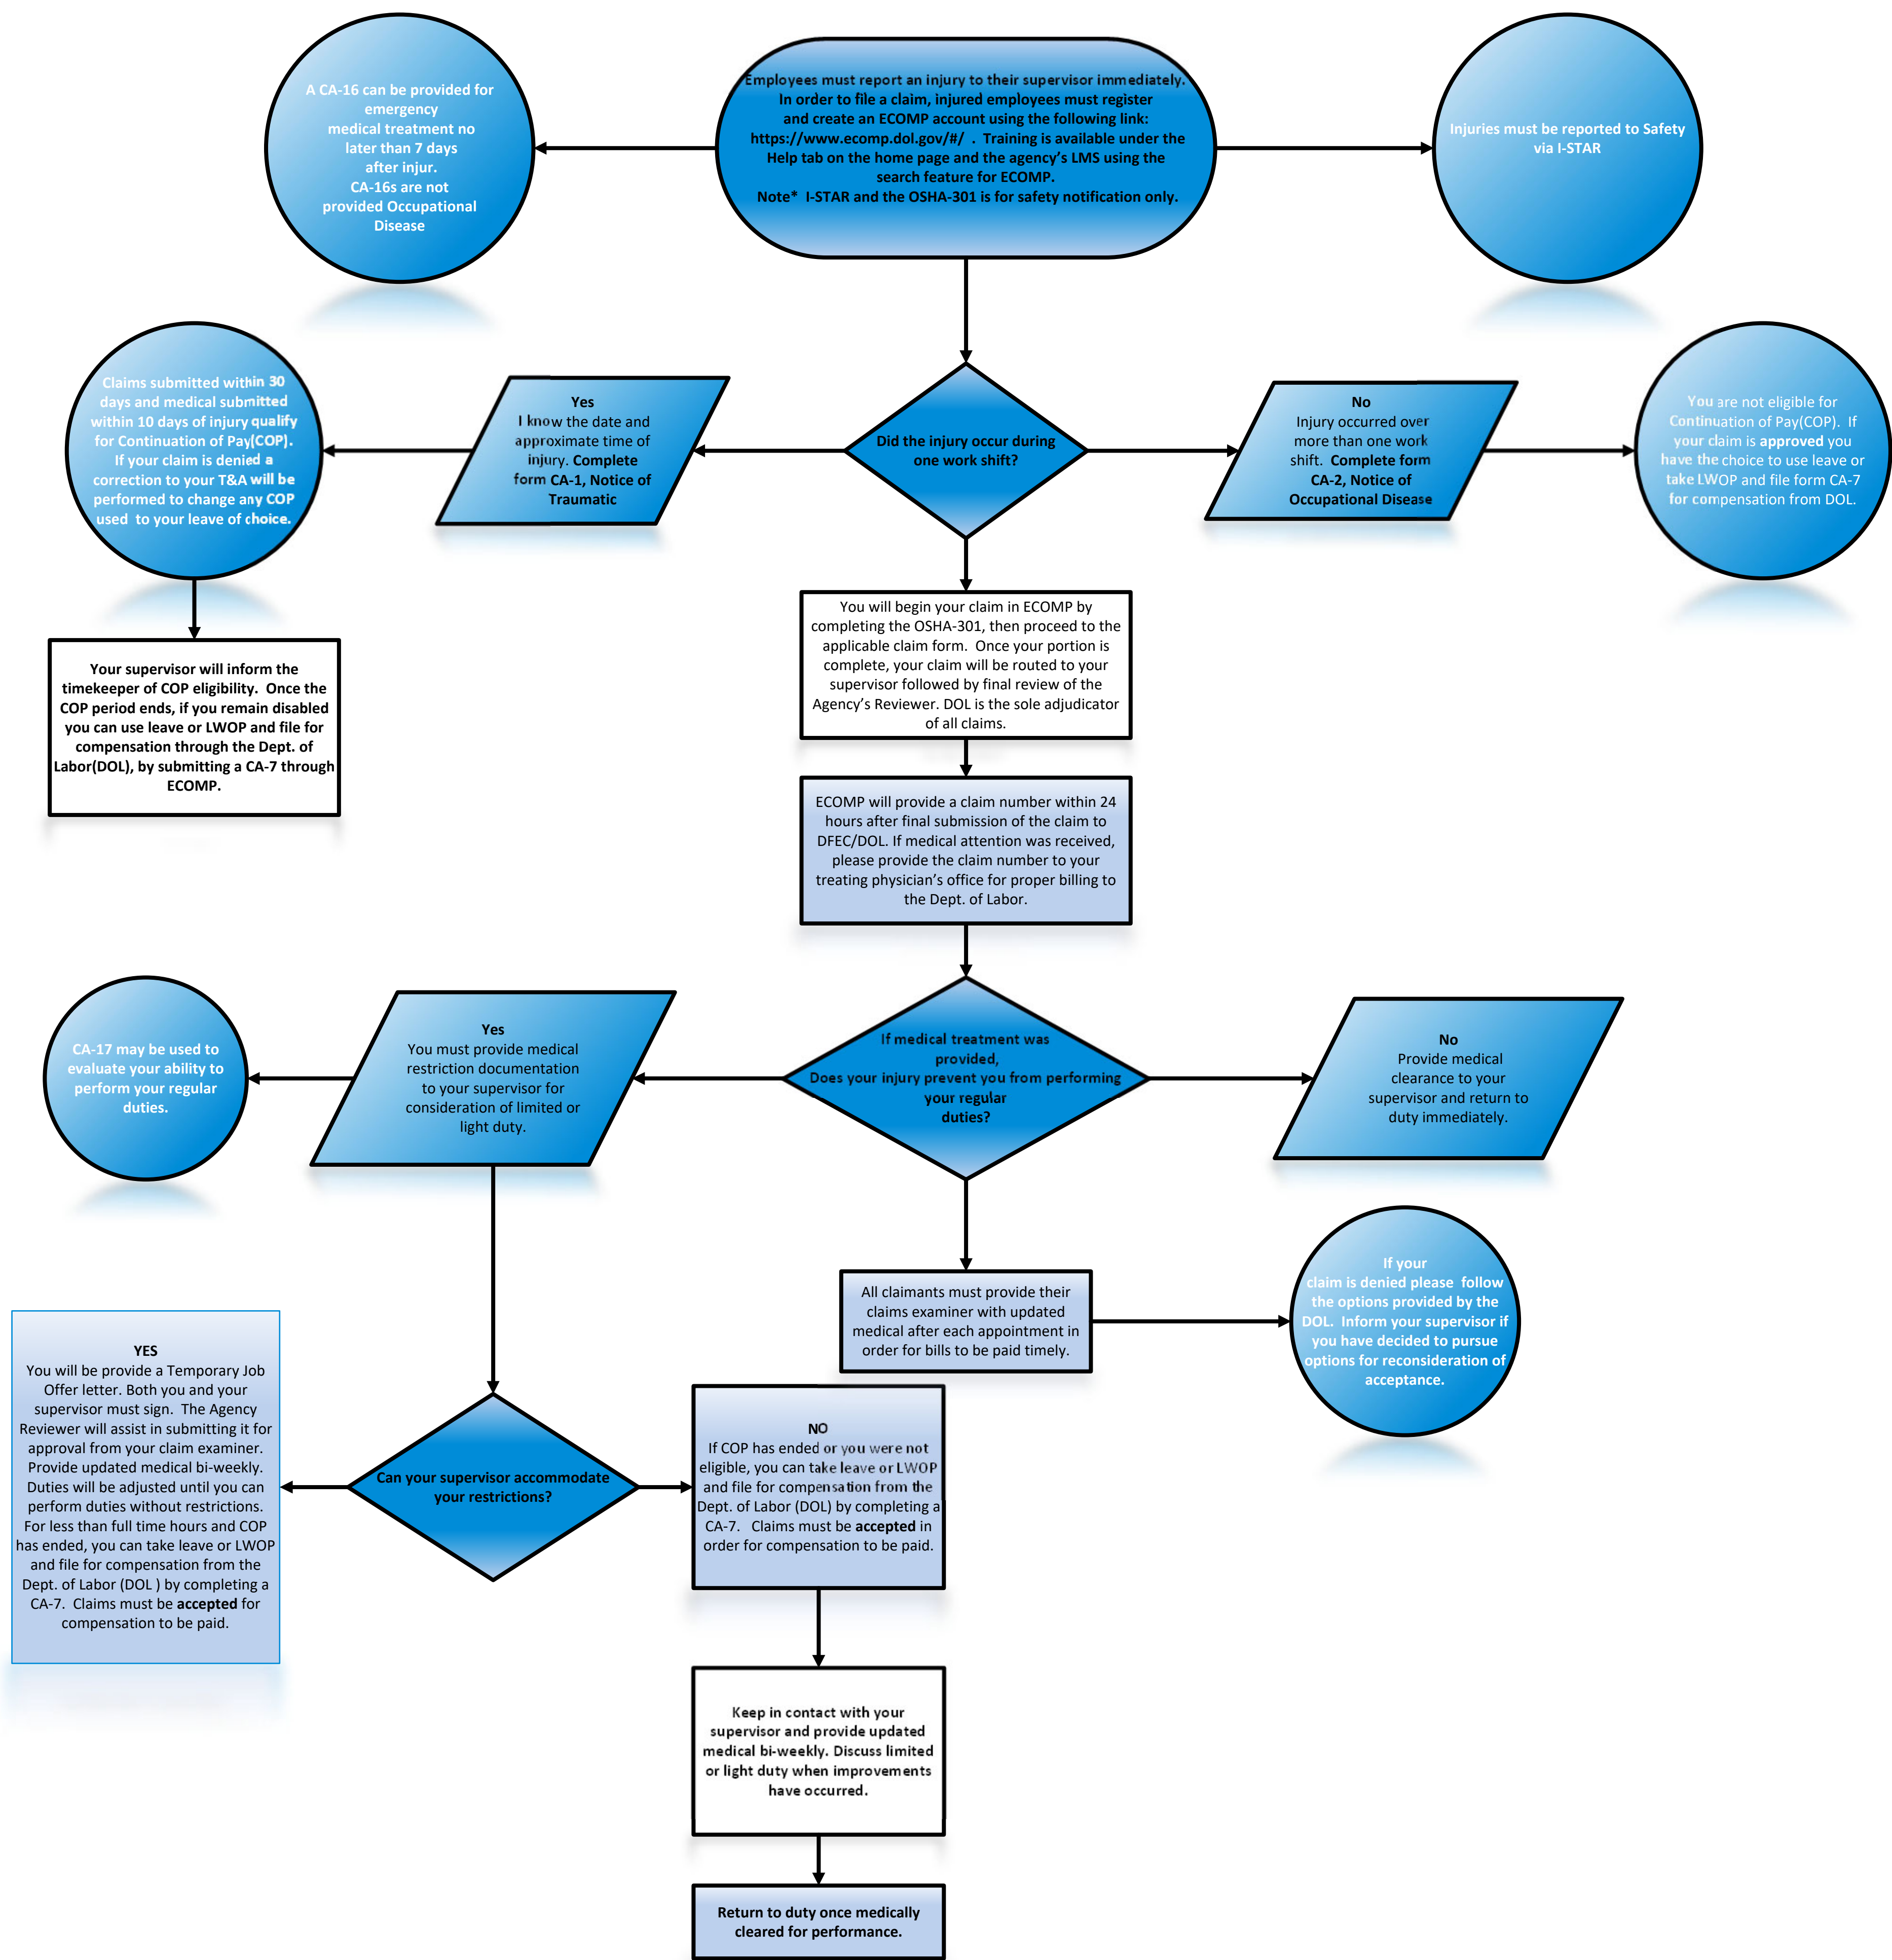 A CA-16 can be provided for
emergency
medical treatment no
later than 7 days
after injur.
CA-16s are not
provided Occupational
Disease
Employees must report an injury to their supervisor immediately.
In order to file a claim, injured employees must register
and create an ECOMP account using the following link:
https://www.ecomp.dol.gov/#/ . Training is available under the
Help tab on the home page and the agency’s LMS using the
search feature for ECOMP.
Note* I-STAR and the OSHA-301 is for safety notification only.
Injuries must be reported to Safety
via I-STAR
Claims submitted within 30
days and medical submitted
within 10 days of injury qualify
for Continuation of Pay(COP).
If your claim is denied a
correction to your T&A will be
performed to change any COP
used to your leave of choice.
Yes
I know the date and
approximate time of
injury. Complete
form CA-1, Notice of
Traumatic
Did the injury occur during
one work shift?
No
Injury occurred over
more than one work
shift. Complete form
CA-2, Notice of
Occupational Disease
You are not eligible for
Continuation of Pay(COP). If
your claim is approved you
have the choice to use leave or
take LWOP and file form CA-7
for compensation from DOL.
Your supervisor will inform the
timekeeper of COP eligibility. Once the
COP period ends, if you remain disabled
you can use leave or LWOP and file for
compensation through the Dept. of
Labor(DOL), by submitting a CA-7 through
ECOMP.
You will begin your claim in ECOMP by
completing the OSHA-301, then proceed to the
applicable claim form. Once your portion is
complete, your claim will be routed to your
supervisor followed by final review of the
Agency’s Reviewer. DOL is the sole adjudicator
of all claims.
ECOMP will provide a claim number within 24
hours after final submission of the claim to
DFEC/DOL. If medical attention was received,
please provide the claim number to your
treating physician’s office for proper billing to
the Dept. of Labor.
CA-17 may be used to
evaluate your ability to
perform your regular
duties.
Yes
You must provide medical
restriction documentation
to your supervisor for
consideration of limited or
light duty.
If medical treatment was
provided,
Does your injury prevent you from performing
your regular
duties?
No
Provide medical
clearance to your
supervisor and return to
duty immediately.
All claimants must provide their
claims examiner with updated
medical after each appointment in
order for bills to be paid timely.
If your
claim is denied please follow
the options provided by the
DOL. Inform your supervisor if
you have decided to pursue
options for reconsideration of
acceptance.
YES
You will be provide a Temporary Job
Offer letter. Both you and your
supervisor must sign. The Agency
Reviewer will assist in submitting it for
approval from your claim examiner.
Provide updated medical bi-weekly.
Duties will be adjusted until you can
perform duties without restrictions.
For less than full time hours and COP
has ended, you can take leave or LWOP
and file for compensation from the
Dept. of Labor (DOL ) by completing a
CA-7. Claims must be accepted for
compensation to be paid.
Can your supervisor accommodate
your restrictions?
NO
If COP has ended or you were not
eligible, you can take leave or LWOP
and file for compensation from the
Dept. of Labor (DOL) by completing a
CA-7. Claims must be accepted in
order for compensation to be paid.
Keep in contact with your
supervisor and provide updated
medical bi-weekly. Discuss limited
or light duty when improvements
have occurred.
Return to duty once medically
cleared for performance.